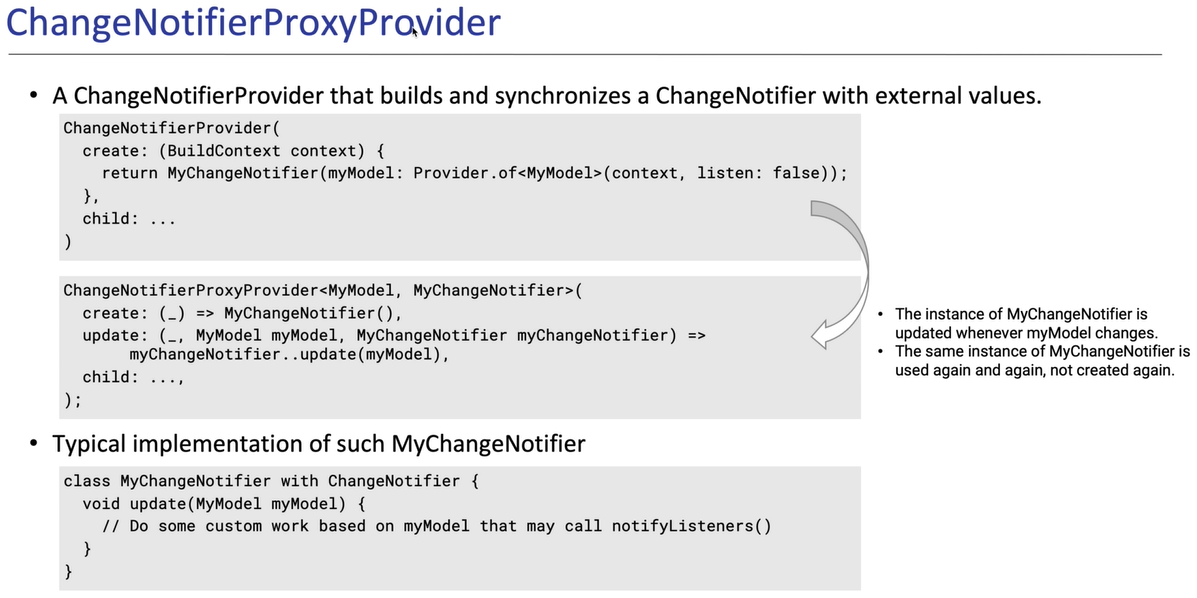 ChangeNotifierProxyProvider
• A ChangeNotifierProvider that builds and synchronizes a ChangeNotifier with external values.
ChangeNotifierProvider(
  create: (BuildContext context) {
    return MyChangeNotifier(myModel: Provider.of<MyModel>(context, listen: false));
  },
  child: ...
)
ChangeNotifierProxyProvider<MyModel, MyChangeNotifier>(
  create: (_) => MyChangeNotifier(),
  update: (_, MyModel myModel, MyChangeNotifier myChangeNotifier) =>
       myChangeNotifier..update(myModel),
  child: ...,
);
• The instance of MyChangeNotifier is
updated whenever myModel changes.
• The same instance of MyChangeNotifier is
used again and again, not created again.
• Typical implementation of such MyChangeNotifier
class MyChangeNotifier with ChangeNotifier {
  void update(MyModel myModel) {
    // Do some custom work based on myModel that may call notifyListeners()
  }
}